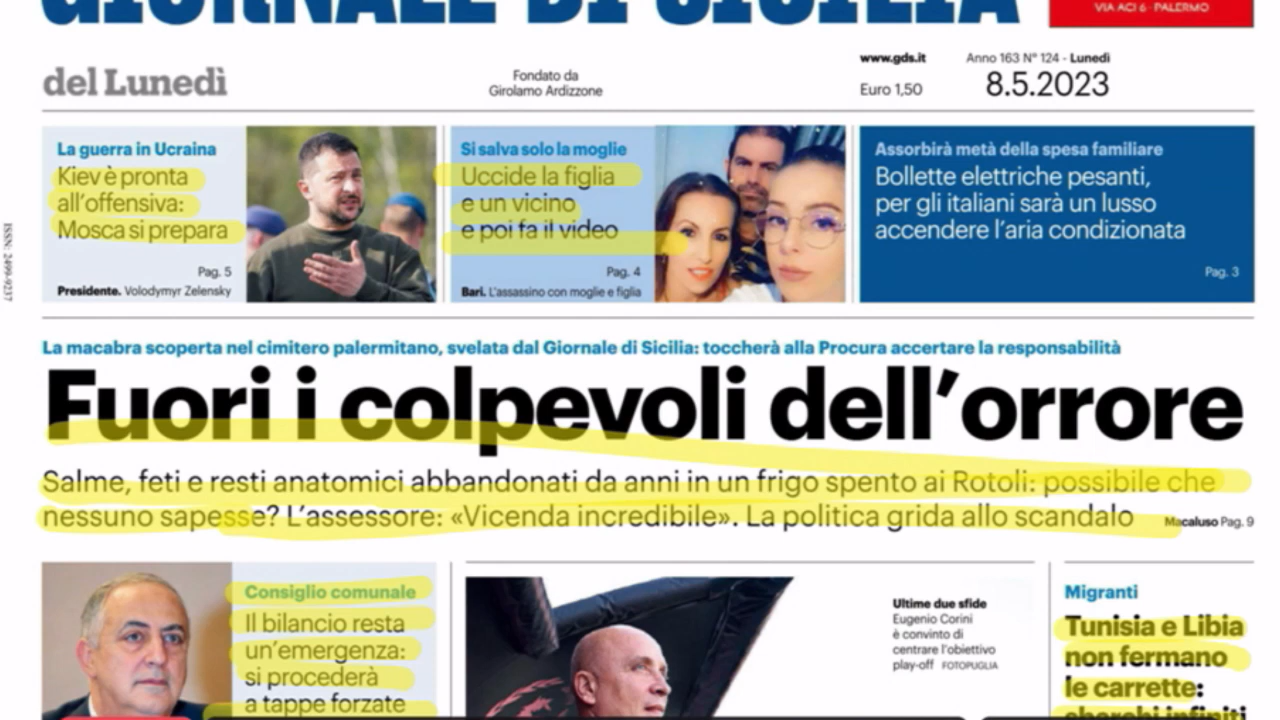 GIORNALE DI SICILIA
VIA ACI 6 - PALERMO
del Lunedì
Fondato da
Girolamo Ardizzone
www.gds.it
Anno 163 N° 124 - Lunedì
Euro 1,50
8.5.2023
ISSN: 2499-9237
La guerra in Ucraina
Kiev è pronta
all'offensiva:
Mosca si prepara
Pag. 5
Presidente. Volodymyr Zelensky
Si salva solo la moglie
Uccide la figlia
e un vicino
e poi fa il video
Pag. 4
Bari. L'assassino con moglie e figlia
Assorbirà metà della spesa familiare
Bollette elettriche pesanti,
per gli italiani sarà un lusso
accendere l'aria condizionata
Pag. 3
La macabra scoperta nel cimitero palermitano, svelata dal Giornale di Sicilia: toccherà alla Procura accertare la responsabilità
Fuori i colpevoli dell'orrore
Salme, feti e resti anatomici abbandonati da anni in un frigo spento ai Rotoli: possibile che
nessuno sapesse? L'assessore: «Vicenda incredibile». La politica grida allo scandalo
Macaluso Pag. 9
Consiglio comunale
Il bilancio resta
un'emergenza:
si procederà
a tappe forzate
Ultime due sfide
Eugenio Corini
è convinto di
centrare l'obiettivo
play-off FOTOPUGLIA
Migranti
Tunisia e Libia
non fermano
le carrette:
sbarchi infiniti